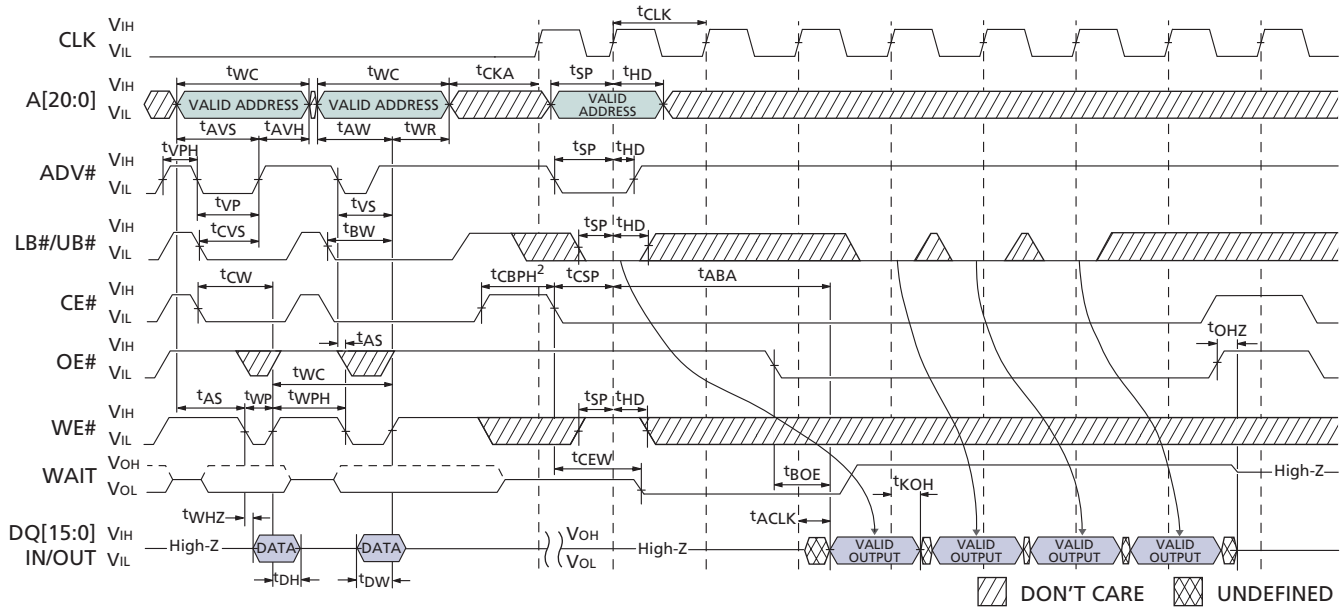 tCLK
CLK VIH
VIL
tWC tWC tCKA tSP tHD
A[20:0] VIH
VIL
VALID ADDRESS VALID ADDRESS VALID ADDRESS
tAVS tAVH tAW tWR
tVPH tSP tHD
ADV# VIH
VIL
tVP tVS
tCVS tBW tSP tHD
LB#/UB# VIH
VIL
tCW tCBPH2 tCSP tABA
CE# VIH
VIL
tAS tOHZ
OE# VIH
VIL
tWC
tAS tWP tWPH tSP tHD
WE# VIH
VIL
tCEW
WAIT VOH
VOL
High-Z
tBOE tKOH
tWHZ tACLK
DQ[15:0] IN/OUT VIH
VIL
High-Z DATA DATA VOH
VOL
High-Z VALID OUTPUT VALID OUTPUT VALID OUTPUT VALID OUTPUT
tDH tDW
DON'T CARE UNDEFINED